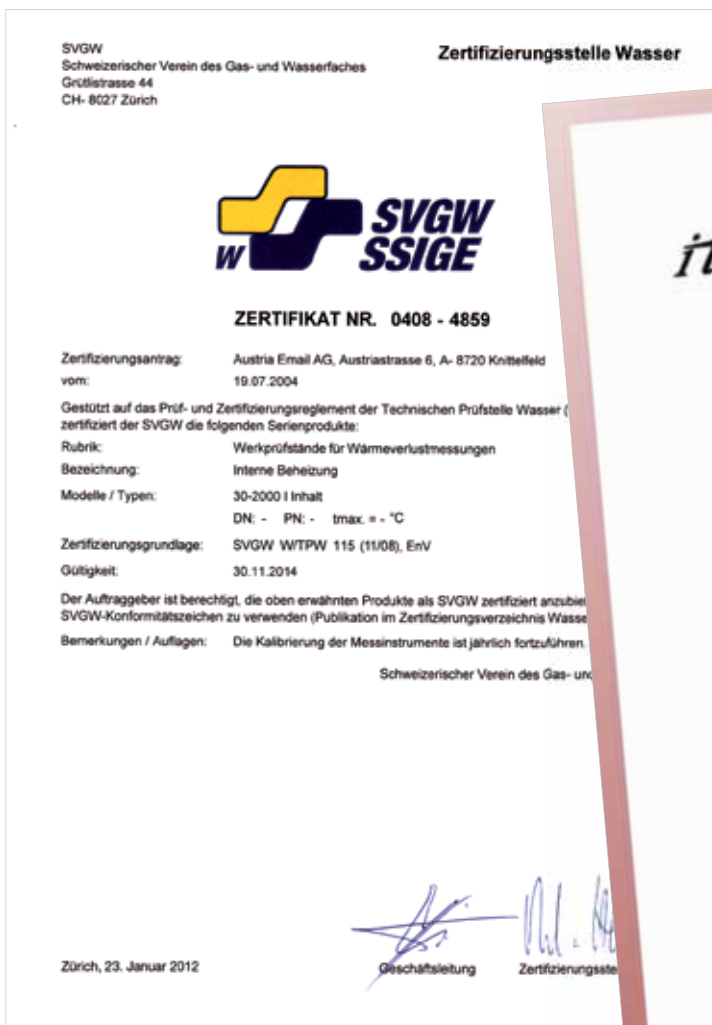 SVGW
Schweizerischer Verein des Gas- und Wasserfaches
Grütlistrasse 44
CH- 8027 Zürich
Zertifizierungsstelle Wasser
W
SVGW
SSIGE
ZERTIFIKAT NR. 0408 - 4859
Zertifizierungsantrag: Austria Email AG, Austriastrasse 6, A- 8720 Knittelfeld
vom: 19.07.2004
Gestützt auf das Prüf- und Zertifizierungsreglement der Technischen Prüfstelle Wasser (
zertifiziert der SVGW die folgenden Serienprodukte:
Rubrik: Werkprüfstände für Wärmeverlustmessungen
Bezeichnung: Interne Beheizung
Modelle / Typen: 30-2000 l Inhalt
DN: - PN: - tmax. = - °C
Zertifizierungsgrundlage: SVGW W/TPW 115 (11/08), EnV
Gültigkeit: 30.11.2014
Der Auftraggeber ist berechtigt, die oben erwähnten Produkte als SVGW zertifiziert anzubie
SVGW-Konformitätszeichen zu verwenden (Publikation im Zertifizierungsverzeichnis Wasse
Bemerkungen / Auflagen: Die Kalibrierung der Messinstrumente ist jährlich fortzuführen
Schweizerischer Verein des Gas- und
Zürich, 23. Januar 2012
Geschäftsleitung Zertifizierungsste